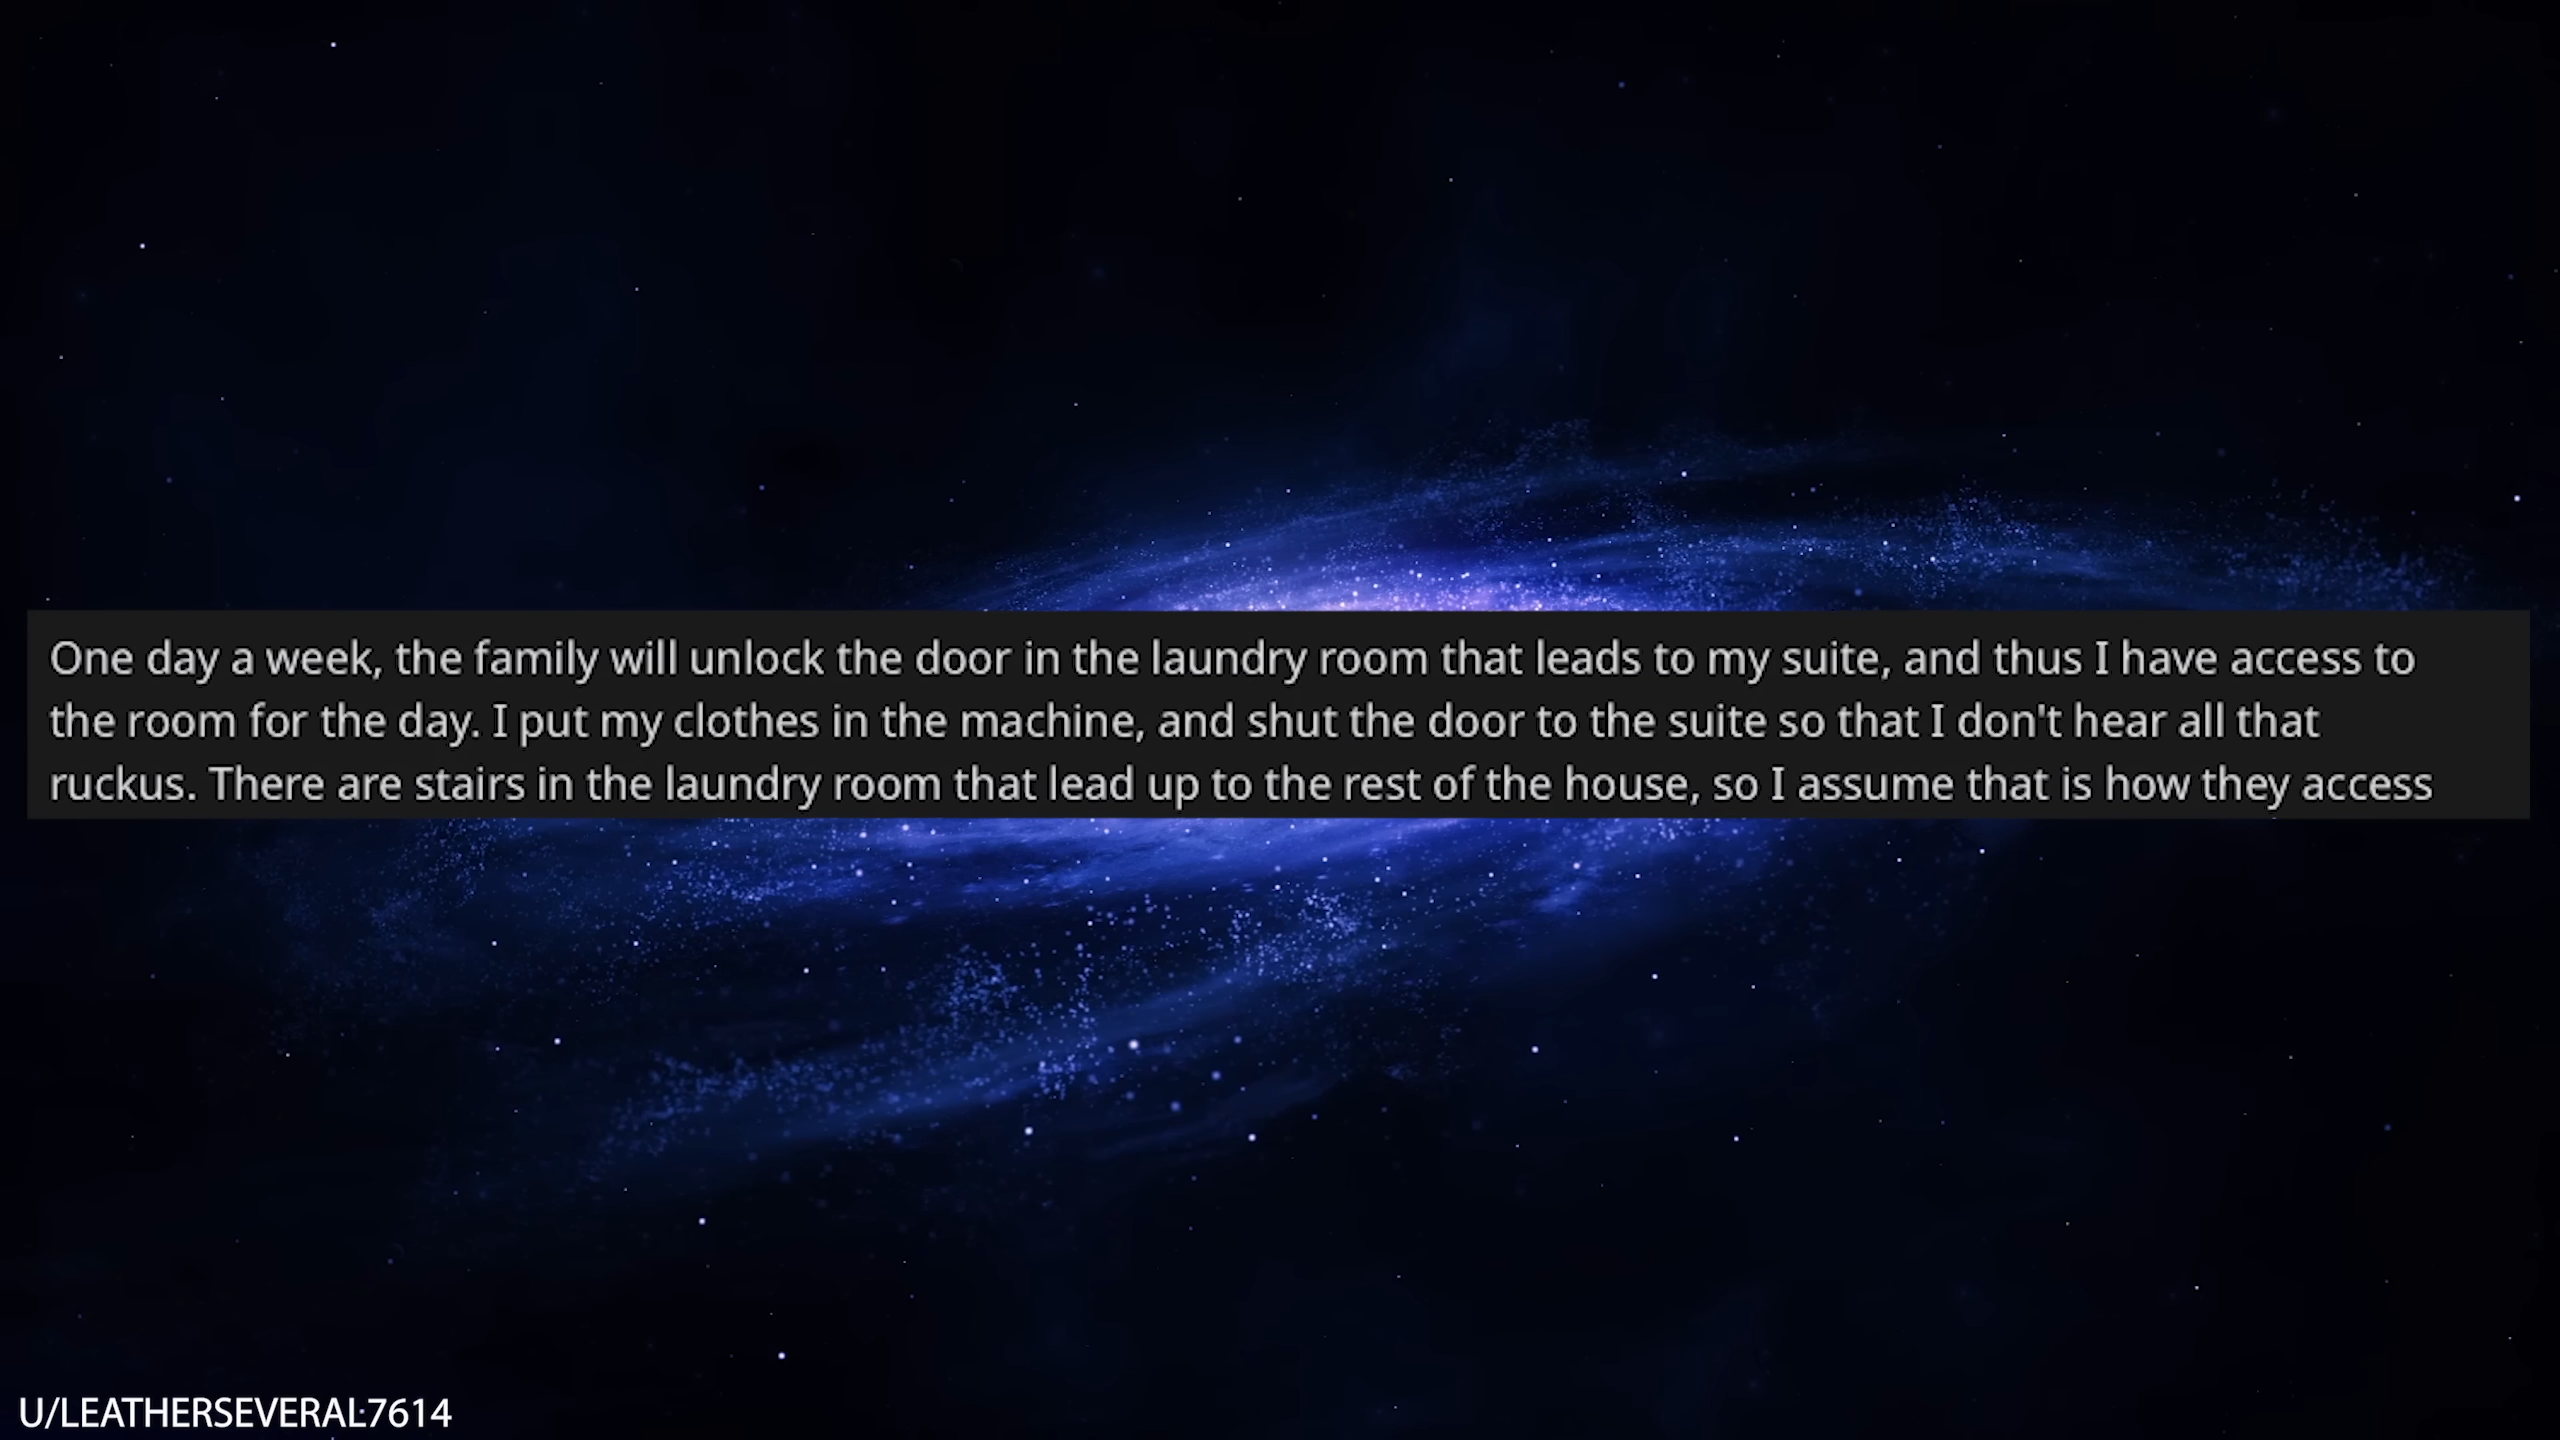 One day a week, the family will unlock the door in the laundry room that leads to my suite, and thus I have access to
the room for the day. I put my clothes in the machine, and shut the door to the suite so that I don't hear all that
ruckus. There are stairs in the laundry room that lead up to the rest of the house, so I assume that is how they access
U/LEATHERSEVERAL7614